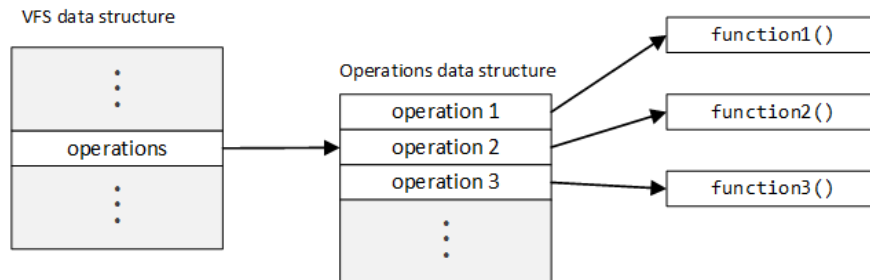 VFS data structure
operations
Operations data structure
operation 1
operation 2
operation 3
function1()
function2()
function3()